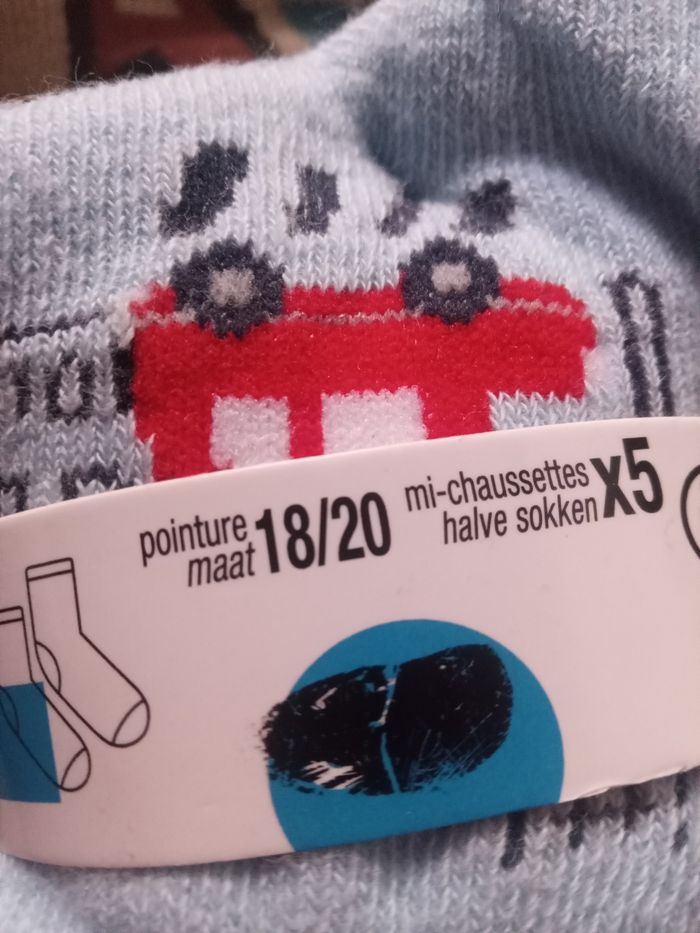 pointure 18/20
maat
mi-chaussettes x5
halve sokken